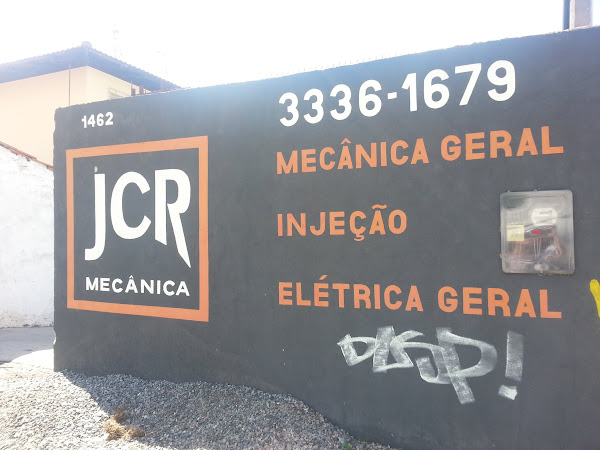 1462
JCR
MECÂNICA
3336-1679
MECÂNICA GERAL
INJEÇÃO
ELÉTRICA GERAL